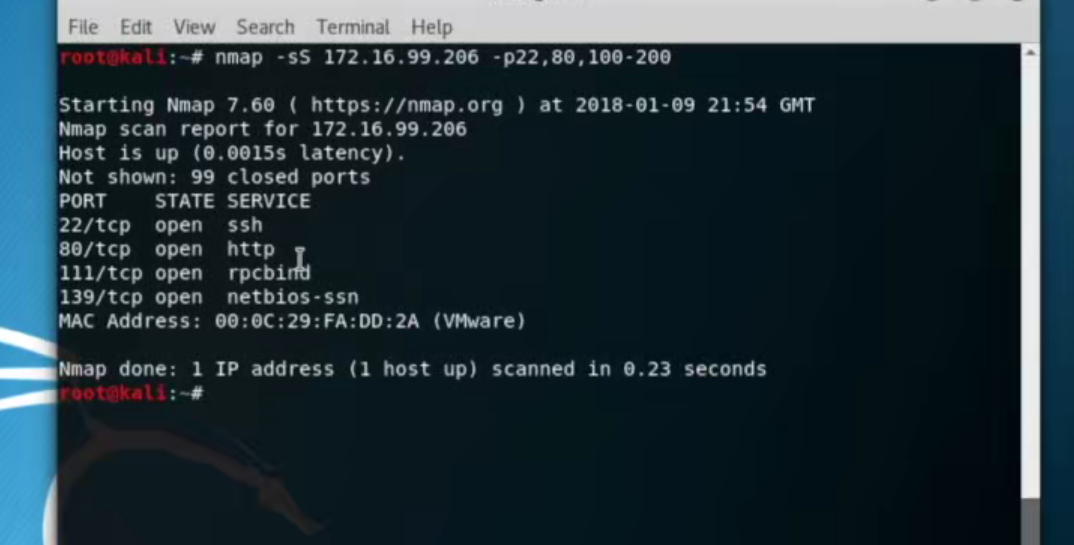 File Edit View Search Terminal Help
root@kali:~# nmap -sS 172.16.99.206 -p22,80,100-200
Starting Nmap 7.60 ( https://nmap.org ) at 2018-01-09 21:54 GMT
Nmap scan report for 172.16.99.206
Host is up (0.0015s latency).
Not shown: 99 closed ports
PORT    STATE SERVICE
22/tcp  open  ssh
80/tcp  open  http
111/tcp open  rpcbind
139/tcp open  netbios-ssn
MAC Address: 00:0C:29:FA:DD:2A (VMware)
Nmap done: 1 IP address (1 host up) scanned in 0.23 seconds
root@kali:~#